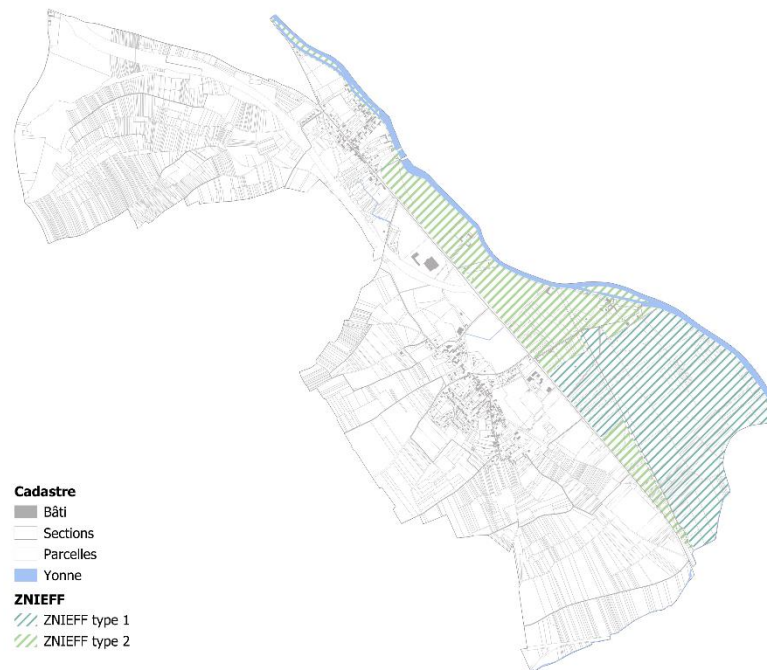 Cadastre
Bâti
Sections
Parcelles
Yonne
ZNIEFF
ZNIEFF type 1
ZNIEFF type 2